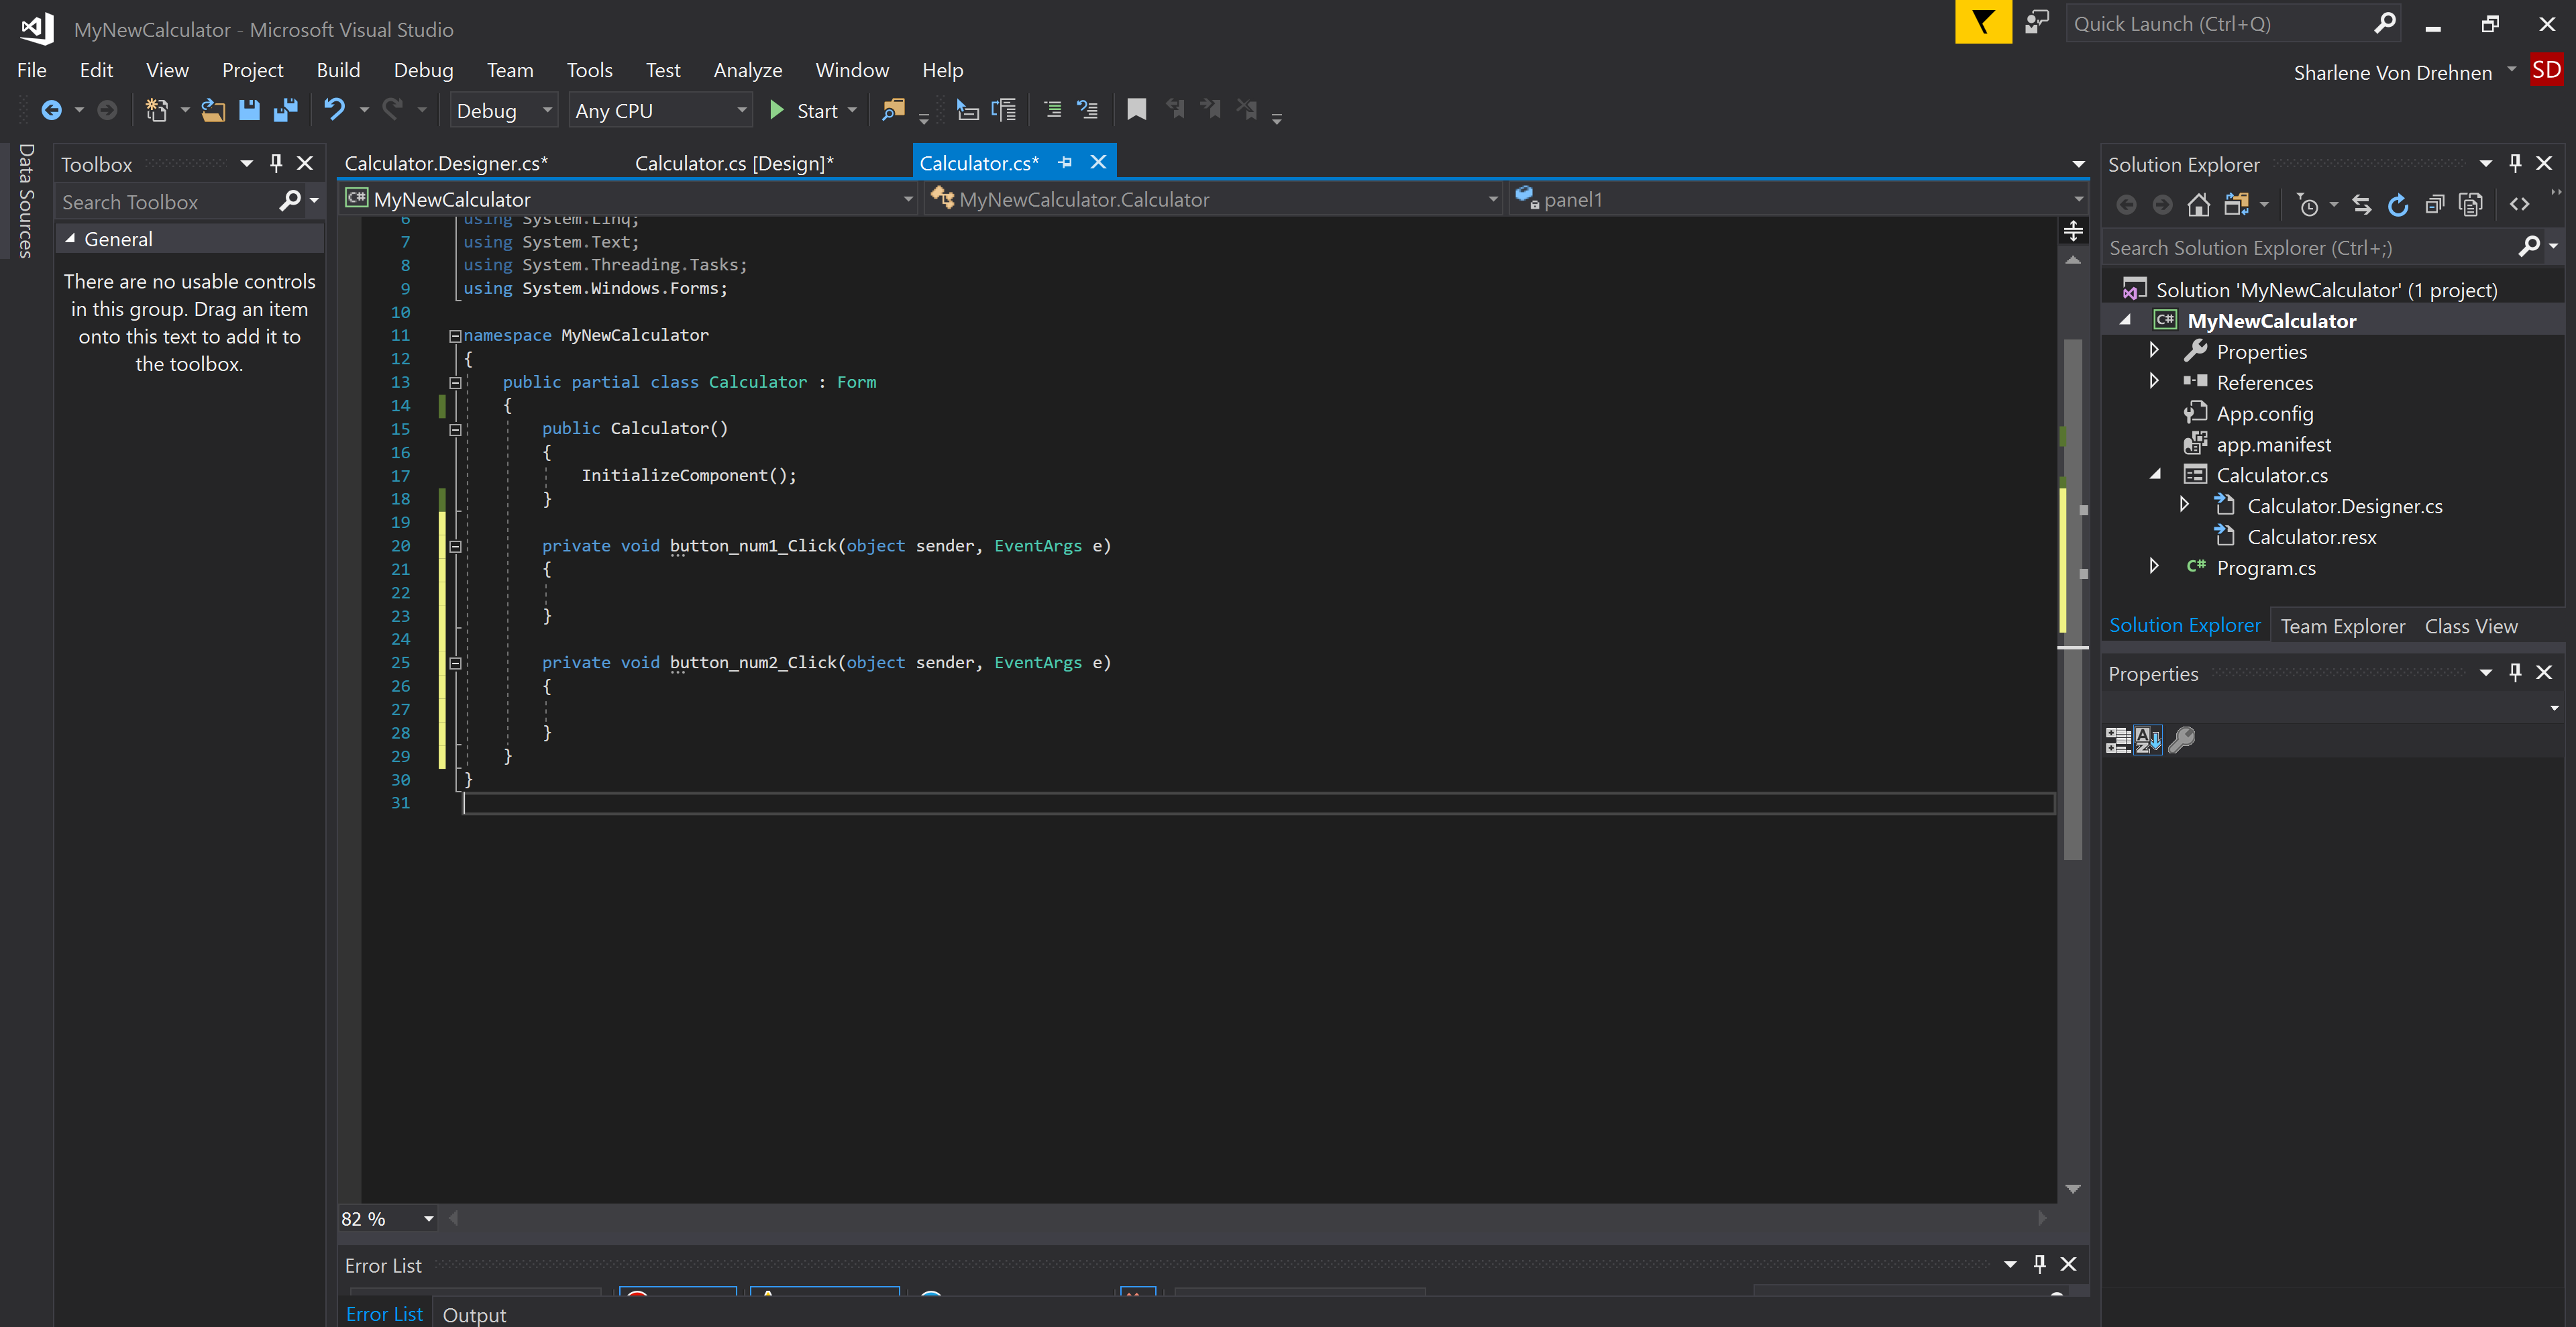 MyNewCalculator - Microsoft Visual Studio
Quick Launch (Ctrl+Q)
File Edit View Project Build Debug Team Tools Test Analyze Window Help
Sharlene Von Drehnen SD
Debug Any CPU Start
Data Sources
Toolbox
Search Toolbox
General
There are no usable controls
in this group. Drag an item
onto this text to add it to
the toolbox.
Calculator.Designer.cs* Calculator.cs [Design]* Calculator.cs*
C# MyNewCalculator MyNewCalculator.Calculator panel1
6 using System.Linq;
7 using System.Text;
8 using System.Threading.Tasks;
9 using System.Windows.Forms;
10
11 namespace MyNewCalculator
12 {
13 public partial class Calculator : Form
14 {
15 public Calculator()
16 {
17 InitializeComponent();
18 }
19
20 private void button_num1_Click(object sender, EventArgs e)
21 {
22
23 }
24
25 private void button_num2_Click(object sender, EventArgs e)
26 {
27
28 }
29 }
30 }
31
82 %
Error List
Error List Output
Solution Explorer
Search Solution Explorer (Ctrl+;)
Solution 'MyNewCalculator' (1 project)
C# MyNewCalculator
Properties
References
App.config
app.manifest
Calculator.cs
Calculator.Designer.cs
Calculator.resx
C# Program.cs
Solution Explorer Team Explorer Class View
Properties